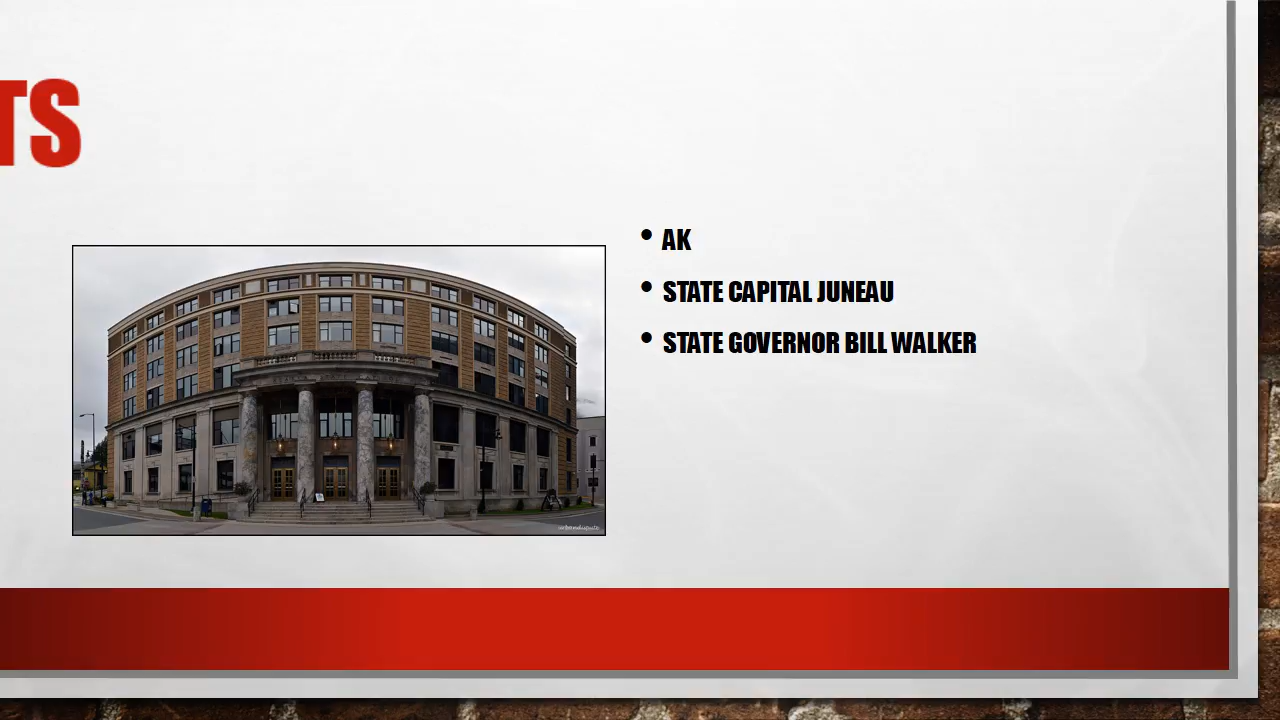 TS
• AK
• STATE CAPITAL JUNEAU
• STATE GOVERNOR BILL WALKER